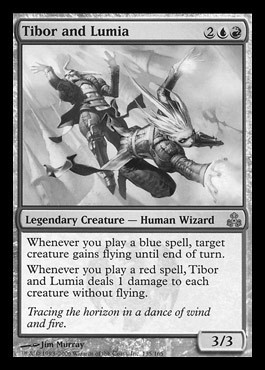 Tibor and Lumia 2
Legendary Creature — Human Wizard
Whenever you play a blue spell, target
creature gains flying until end of turn.
Whenever you play a red spell, Tibor
and Lumia deals 1 damage to each
creature without flying.
Tracing the horizon in a dance of wind
and fire.
Jim Murray
3/3